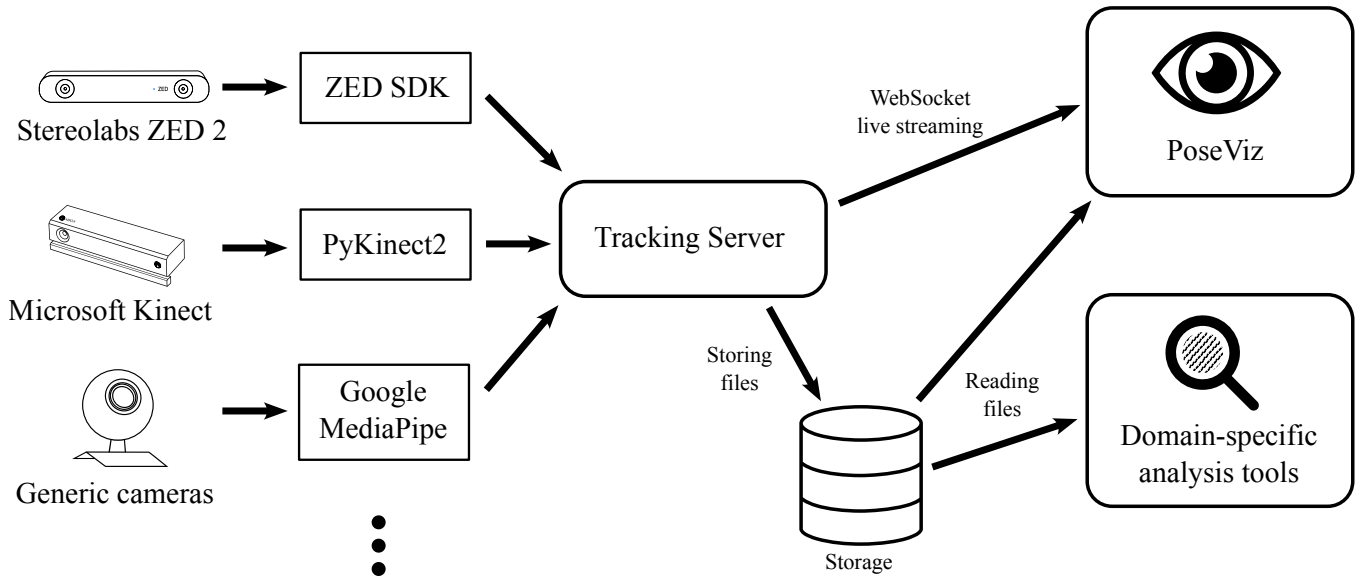 ZED
Stereolabs ZED 2
ZED SDK
Microsoft Kinect
PyKinect2
Generic cameras
Google
MediaPipe
Tracking Server
WebSocket
live streaming
PoseViz
Storing
files
Storage
Reading
files
Domain-specific
analysis tools